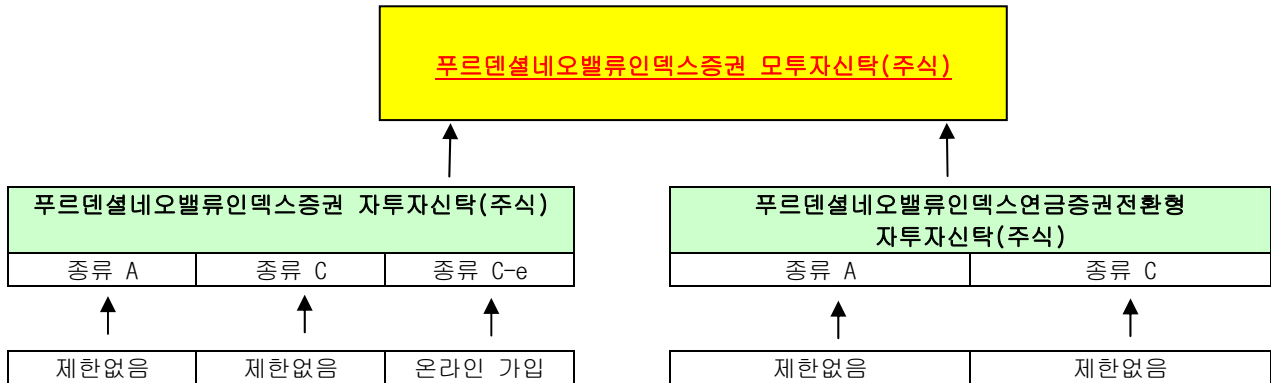 푸르덴셜네오밸류인덱스증권 모투자신탁(주식)
푸르덴셜네오밸류인덱스증권 자투자신탁(주식)
종류 A 종류 C 종류 C-e
제한없음 제한없음 온라인 가입
푸르덴셜네오밸류인덱스연금증권전환형
자투자신탁(주식)
종류 A 종류 C
제한없음 제한없음